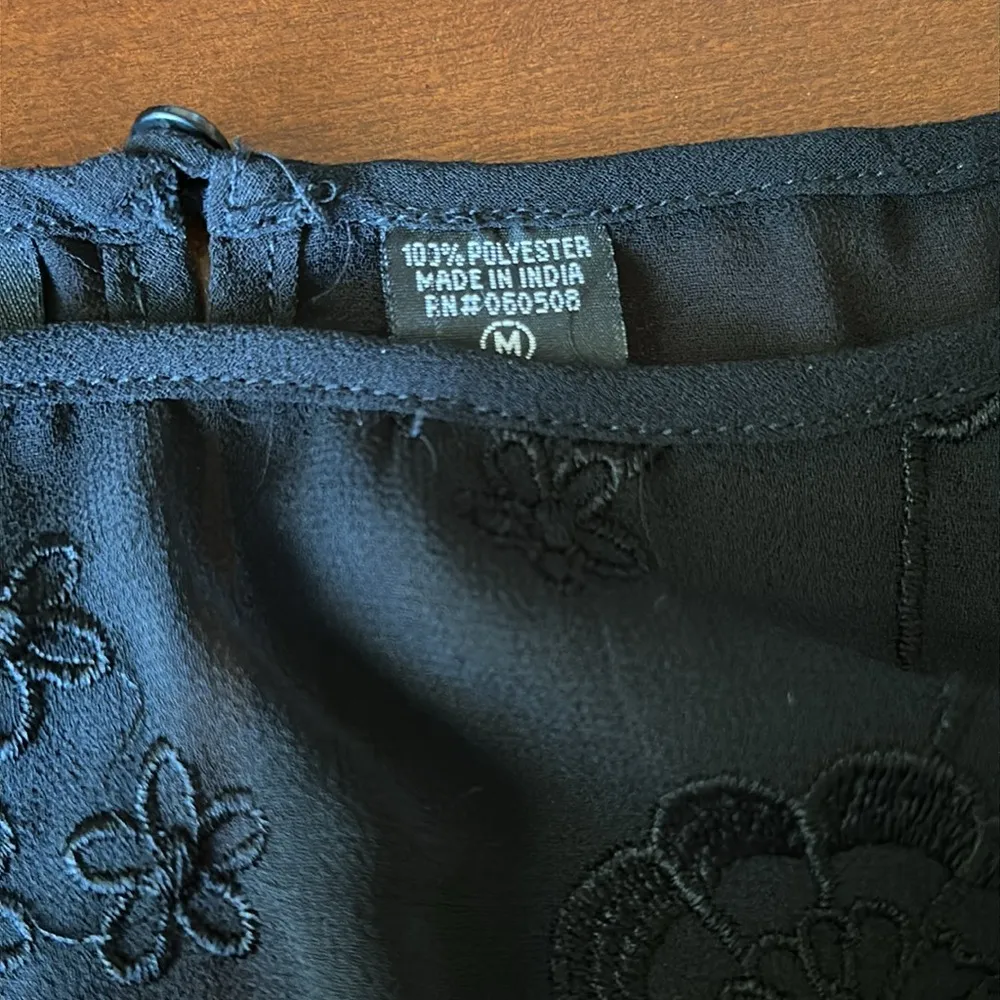 100% POLYESTER
MADE IN INDIA
RN#060508
M